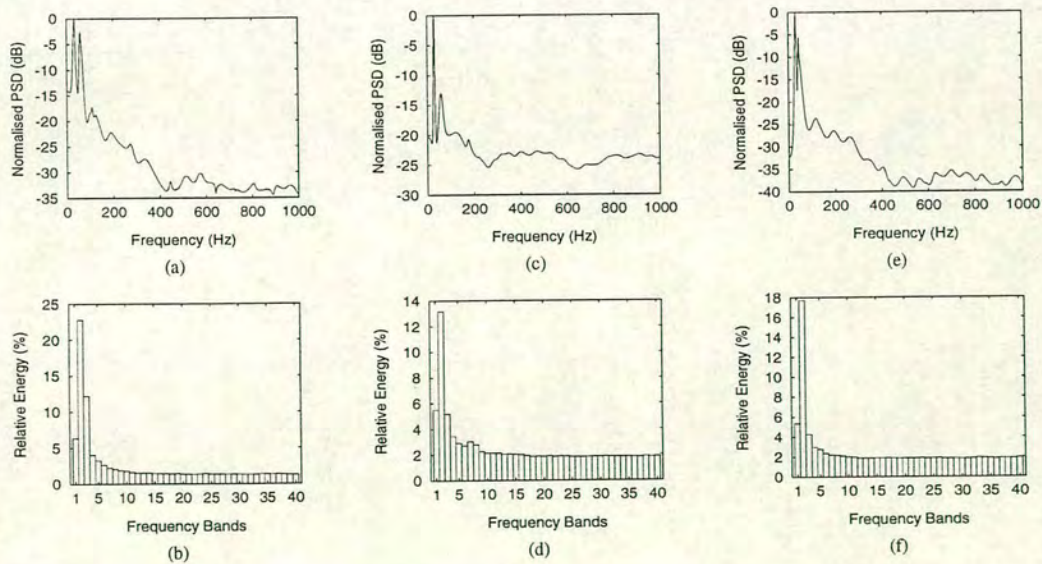 Normalised PSD (dB)
0
-5
-10
-15
-20
-25
-30
-35
0 200 400 600 800 1000
Frequency (Hz)
(a)
Normalised PSD (dB)
0
-5
-10
-15
-20
-25
-30
0 200 400 600 800 1000
Frequency (Hz)
(c)
Normalised PSD (dB)
0
-5
-10
-15
-20
-25
-30
-35
-40
0 200 400 600 800 1000
Frequency (Hz)
(e)
Relative Energy (%)
25
20
15
10
5
0
1 5 10 15 20 25 30 35 41
Frequency Bands
(b)
Relative Energy (%)
14
12
10
8
6
4
2
0
1 5 10 15 20 25 30 35 41
Frequency Bands
(d)
Relative Energy (%)
18
16
14
12
10
8
6
4
2
0
1 5 10 15 20 25 30 35 41
Frequency Bands
(f)